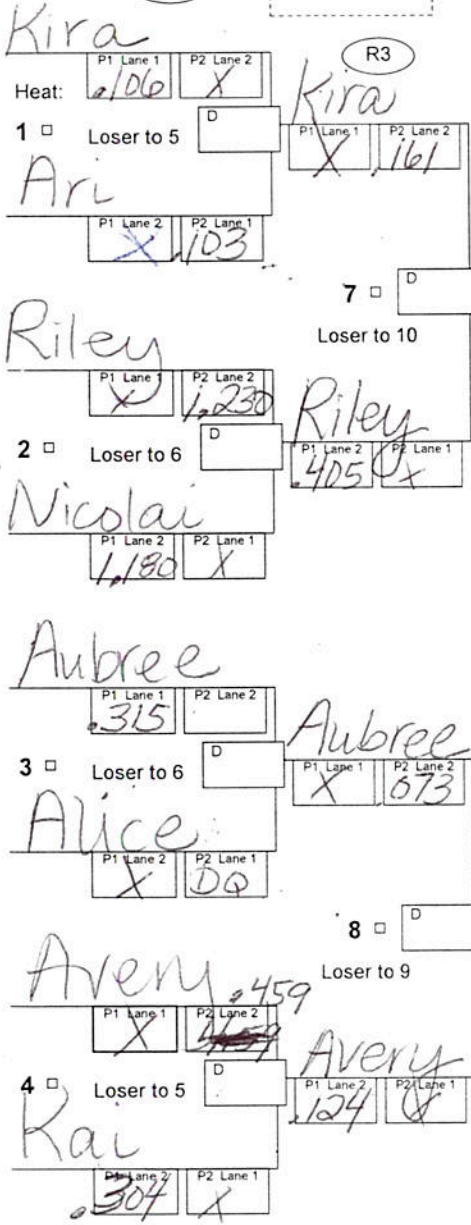 Kira
R3
P1 Lane 1 P2 Lane 2
Heat: .106 X
Kira
1 Loser to 5 D
P1 Lane 1 P2 Lane 2
X .161
Ari
P1 Lane 2 P2 Lane 1
X .103
7 D
Loser to 10
Riley
P1 Lane 1 P2 Lane 2
X 1.230
Riley
2 Loser to 6 D
P1 Lane 2 P2 Lane 1
.405 X
Nicolai
P1 Lane 2 P2 Lane 1
1.180 X
Aubree
P1 Lane 1 P2 Lane 2
.315
Aubree
3 Loser to 6 D
P1 Lane 1 P2 Lane 2
X .073
Alice
P1 Lane 2 P2 Lane 1
X DQ
8 D
Loser to 9
Avery .459
P1 Lane 1 P2 Lane 2
X
Avery
4 Loser to 5 D
P1 Lane 2 P2 Lane 1
.124 X
Kai
P1 Lane 2 P2 Lane 1
.304 X